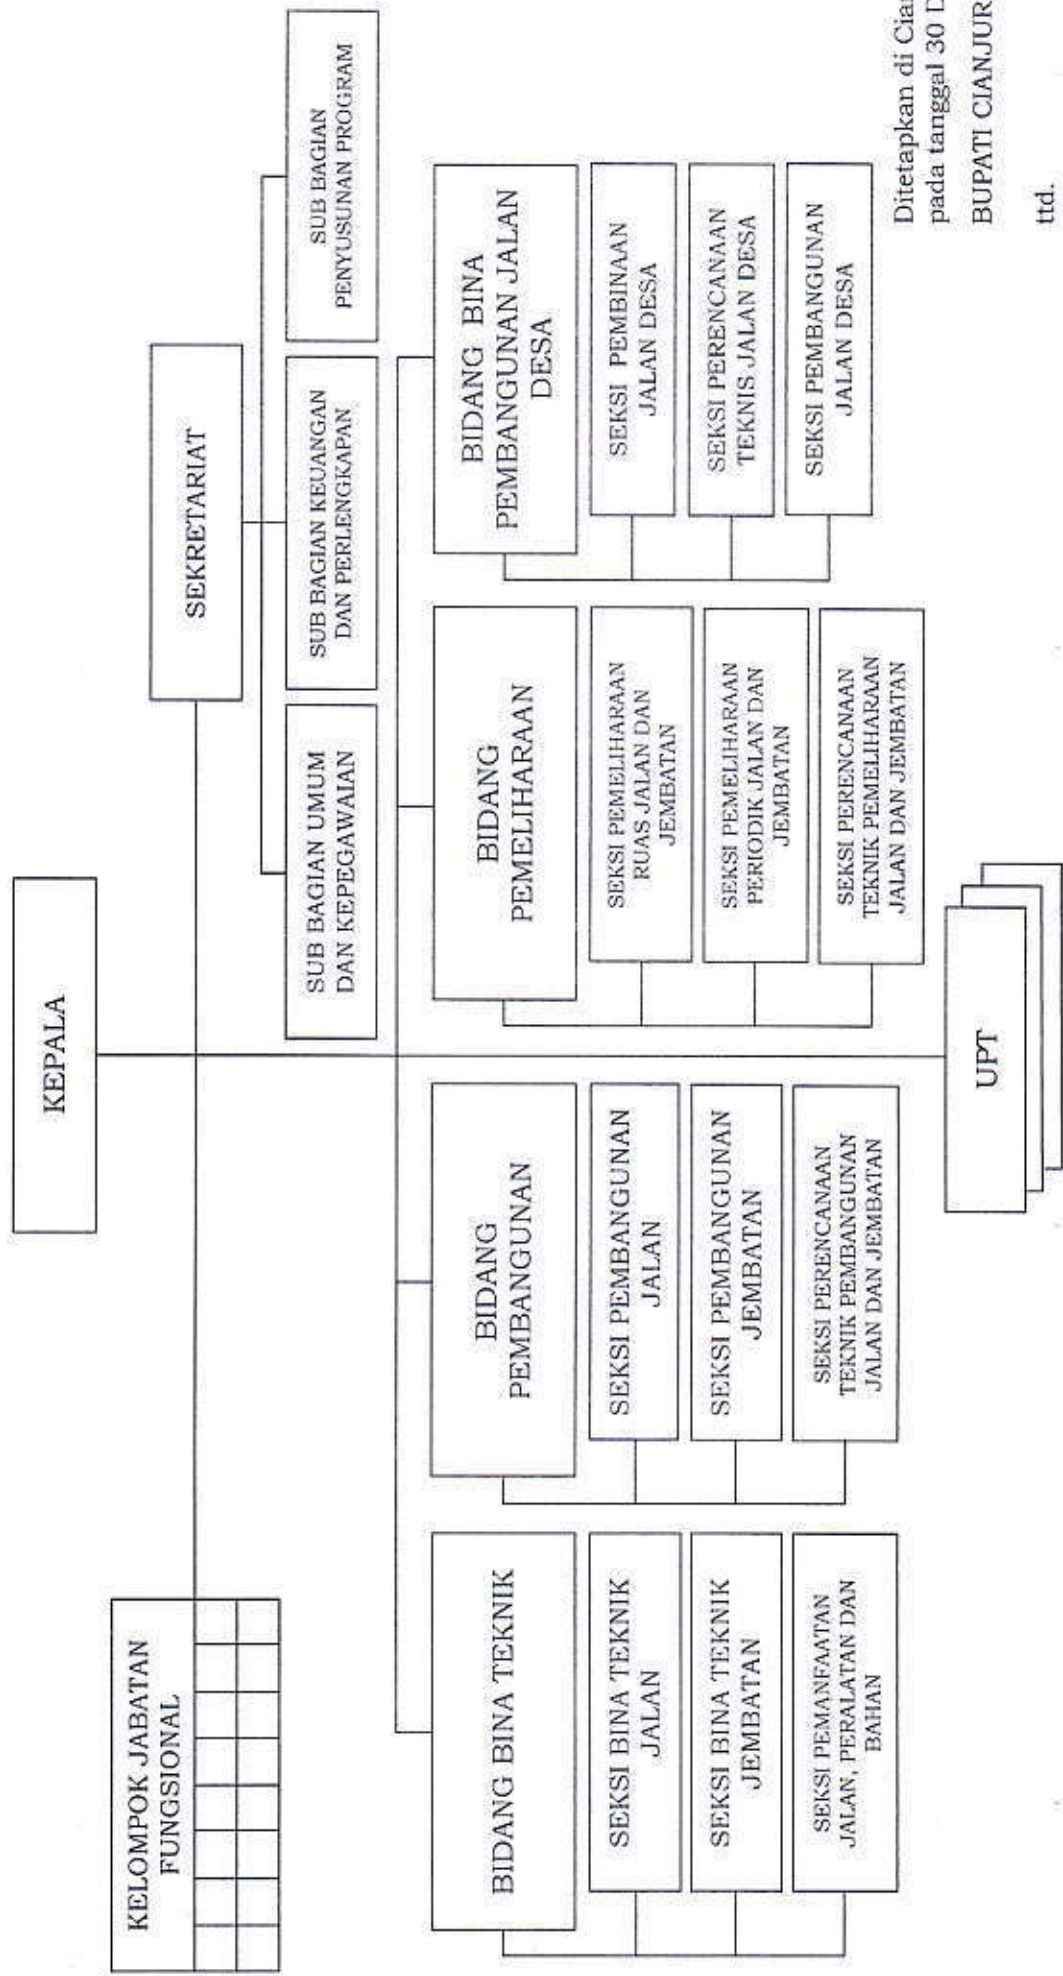 KEPALA
KELOMPOK JABATAN
FUNGSIONAL
SEKRETARIAT
SUB BAGIAN UMUM
DAN KEPEGAWAIAN
SUB BAGIAN KEUANGAN
DAN PERLENGKAPAN
SUB BAGIAN
PENYUSUNAN PROGRAM
BIDANG BINA TEKNIK
SEKSI BINA TEKNIK
JALAN
SEKSI BINA TEKNIK
JEMBATAN
SEKSI PEMANFAATAN
JALAN, PERALATAN DAN
BAHAN
BIDANG
PEMBANGUNAN
SEKSI PEMBANGUNAN
JALAN
SEKSI PEMBANGUNAN
JEMBATAN
SEKSI PERENCANAAN
TEKNIK PEMBANGUNAN
JALAN DAN JEMBATAN
BIDANG
PEMELIHARAAN
SEKSI PEMELIHARAAN
RUAS JALAN DAN
JEMBATAN
SEKSI PEMELIHARAAN
PERIODIK JALAN DAN
JEMBATAN
SEKSI PERENCANAAN
TEKNIK PEMELIHARAAN
JALAN DAN JEMBATAN
BIDANG BINA
PEMBANGUNAN JALAN
DESA
SEKSI PEMBINAAN
JALAN DESA
SEKSI PERENCANAAN
TEKNIS JALAN DESA
SEKSI PEMBANGUNAN
JALAN DESA
UPT
Ditetapkan di
pada tanggal 30
BUPATI CIANJUR
ttd.